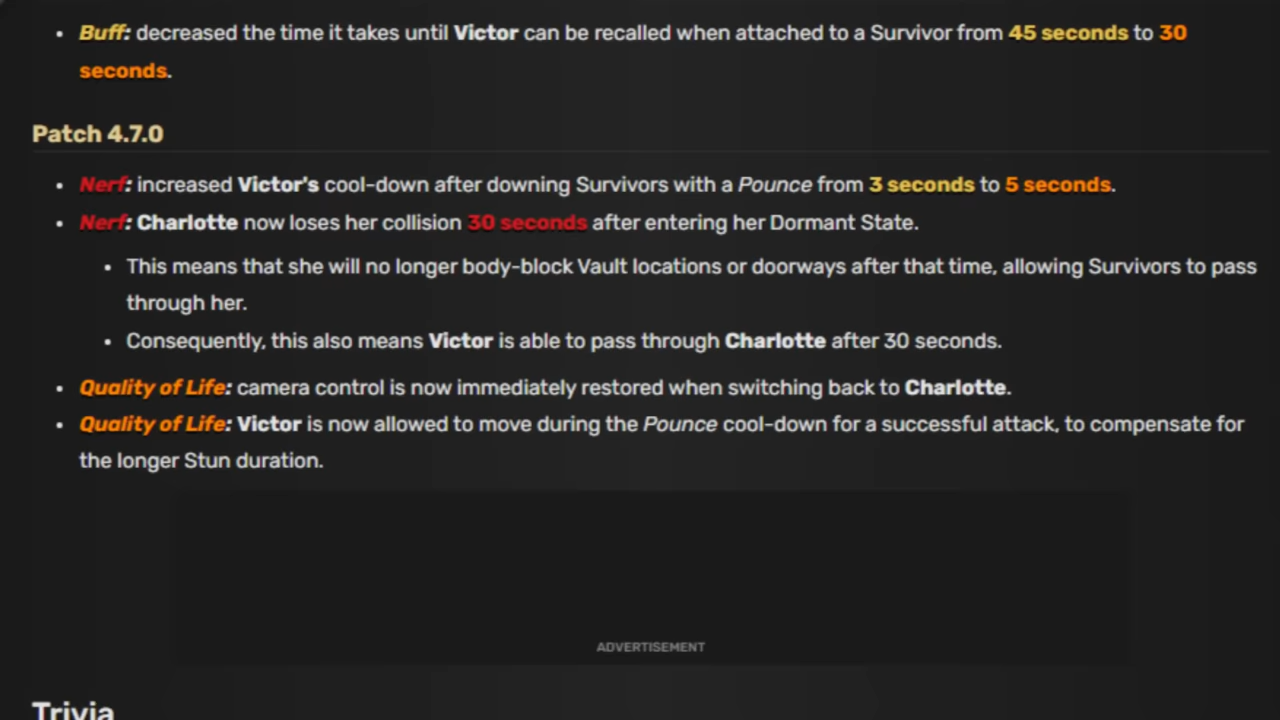 Buff: decreased the time it takes until Victor can be recalled when attached to a Survivor from 45 seconds to 30
seconds.
Patch 4.7.0
Nerf: increased Victor's cool-down after downing Survivors with a Pounce from 3 seconds to 5 seconds.
Nerf: Charlotte now loses her collision 30 seconds after entering her Dormant State.
This means that she will no longer body-block Vault locations or doorways after that time, allowing Survivors to pass
through her.
Consequently, this also means Victor is able to pass through Charlotte after 30 seconds.
Quality of Life: camera control is now immediately restored when switching back to Charlotte.
Quality of Life: Victor is now allowed to move during the Pounce cool-down for a successful attack, to compensate for
the longer Stun duration.
ADVERTISEMENT
Trivia